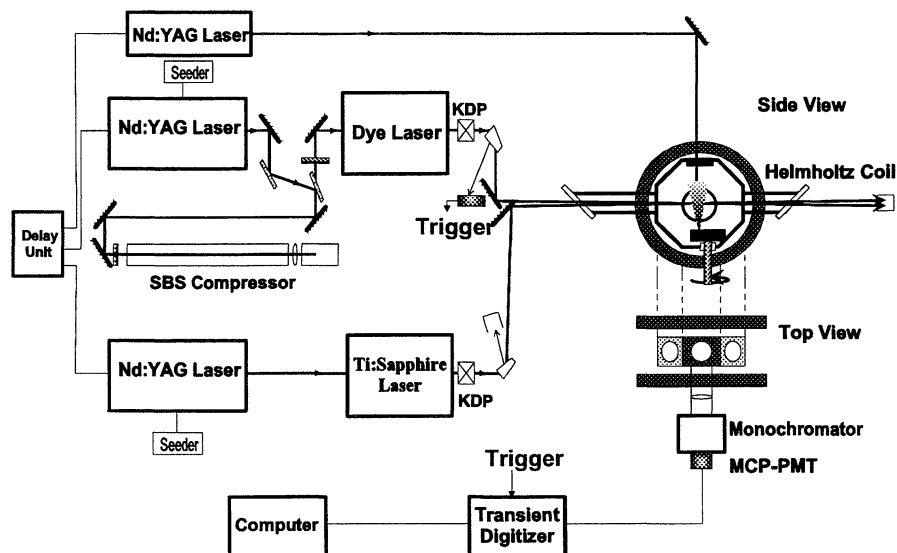 Nd:YAG Laser
Seeder
Nd:YAG Laser
Dye Laser
KDP
Side View
Helmholtz Coil
Trigger
Delay
Unit
SBS Compressor
Top View
Nd:YAG Laser
Ti:Sapphire
Laser
KDP
Seeder
Monochromator
MCP-PMT
Trigger
Computer
Transient
Digitizer